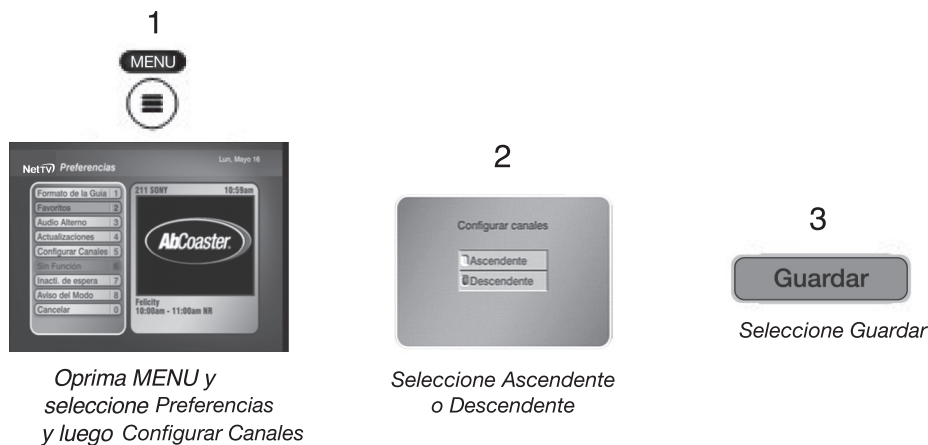 1
MENU
NetTV Preferencias
Lun, Mayo 16
Formato de la Guia 1
Favoritos 2
Audio Alterno 3
Actualizaciones 4
Configurar Canales 5
Sin Función 6
Inacti. de espera 7
Aviso del Modo 8
Cancelar 0
211 SONY 10:59am
AbCoaster.
Felicity
10:00am - 11:00am NR
Oprima MENU y
seleccione Preferencias
y luego Configurar Canales
2
Configurar canales
Ascendente
Descendente
Seleccione Ascendente
o Descendente
3
Guardar
Seleccione Guardar